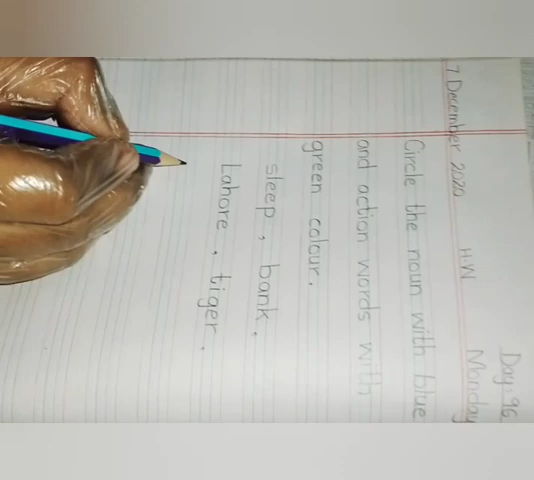 Day: 96
7 December 2020 H.W Monday
Circle the noun with blue
and action words with
green colour.
sleep, bank,
Lahore, tiger,